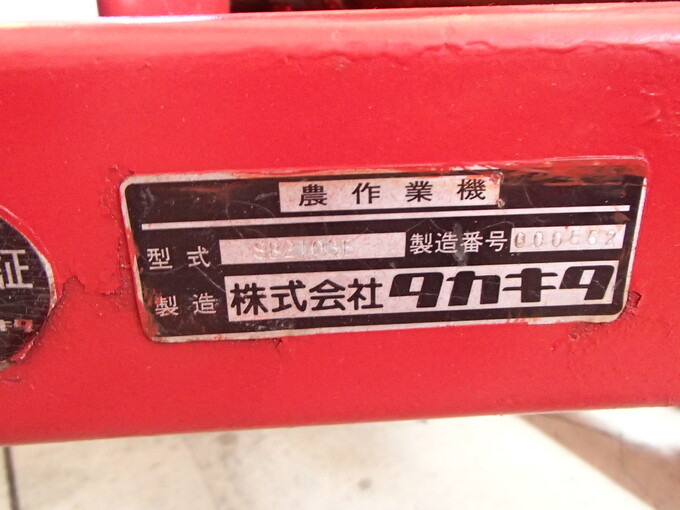 農作業機
型式 製造番号
製造 株式会社タカキタ
証